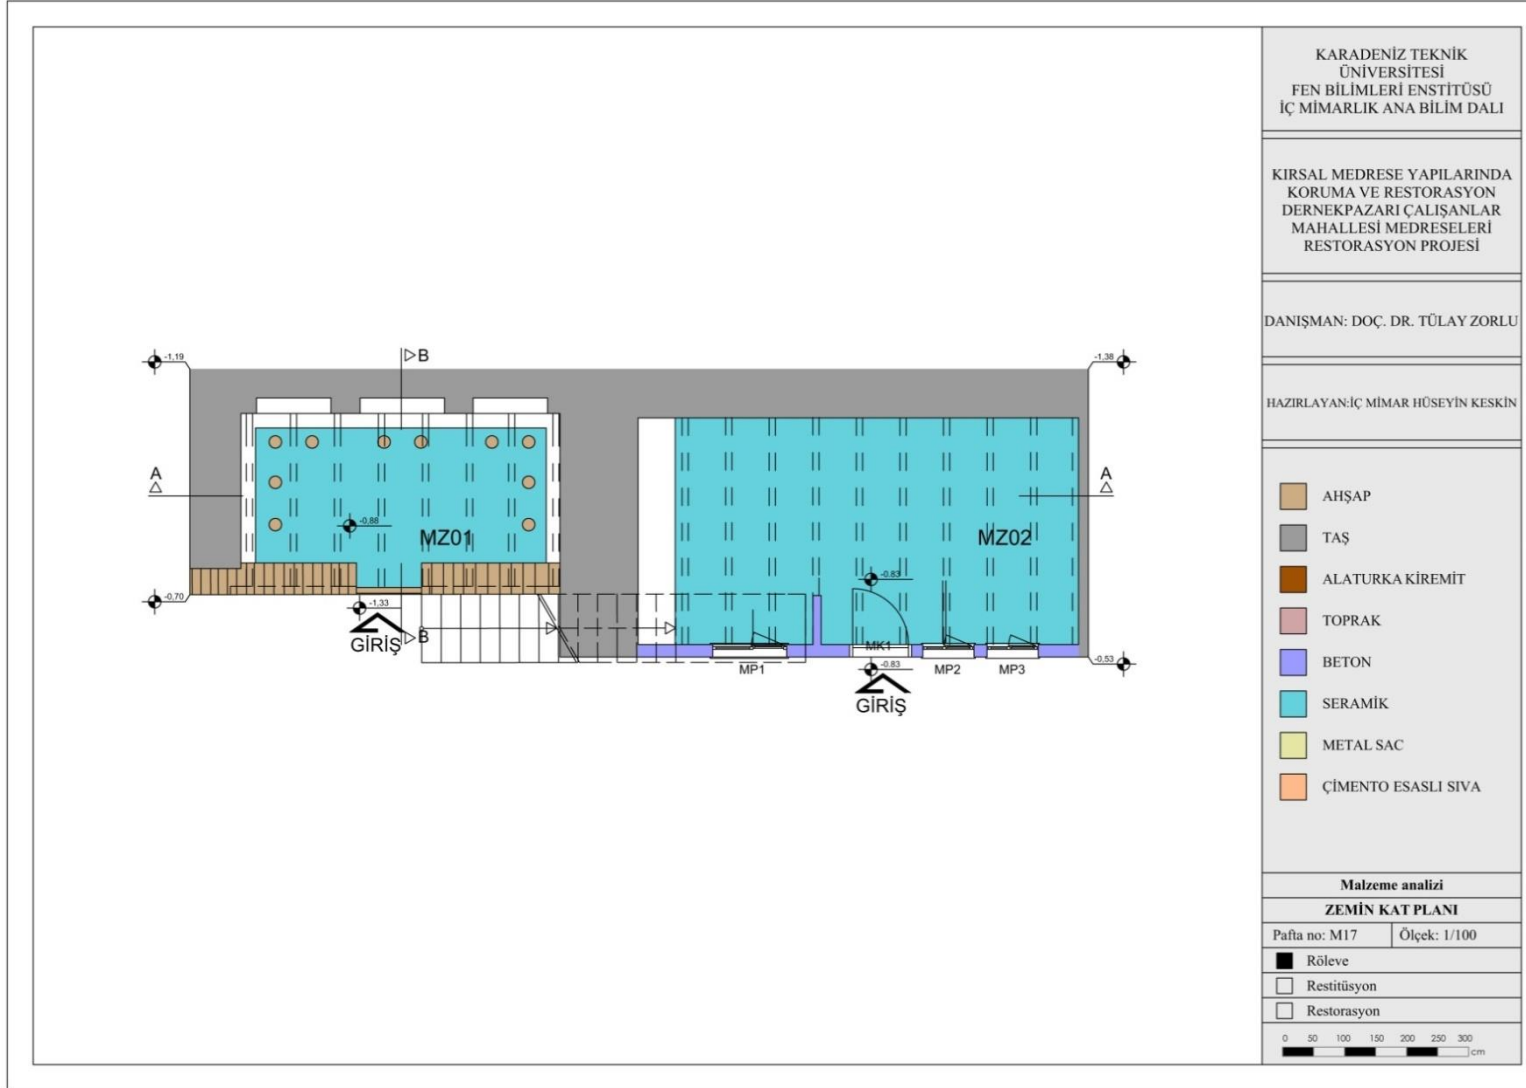 -1,19
B
-1,38
A
A
-0,88
MZ01
MZ02
-0.83
-0,70
-1,33
GİRİŞ
B
MK1
-0,53
MP1
-0.83
MP2
MP3
GİRİŞ
KARADENİZ TEKNİK
ÜNİVERSİTESİ
FEN BİLİMLERİ ENSTİTÜSÜ
İÇ MİMARLIK ANA BİLİM DALI
KIRSAL MEDRESE YAPILARINDA
KORUMA VE RESTORASYON
DERNEKPAZARI ÇALIŞANLAR
MAHALLESİ MEDRESELERİ
RESTORASYON PROJESİ
DANIŞMAN: DOÇ. DR. TÜLAY ZORLU
HAZIRLAYAN:İÇ MİMAR HÜSEYİN KESKİN
AHŞAP
TAŞ
ALATURKA KİREMİT
TOPRAK
BETON
SERAMİK
METAL SAC
ÇİMENTO ESASLI SIVA
Malzeme analizi
ZEMİN KAT PLANI
Pafta no: M17 Ölçek: 1/100
Röleve
Restitüsyon
Restorasyon
0 50 100 150 200 250 300
cm